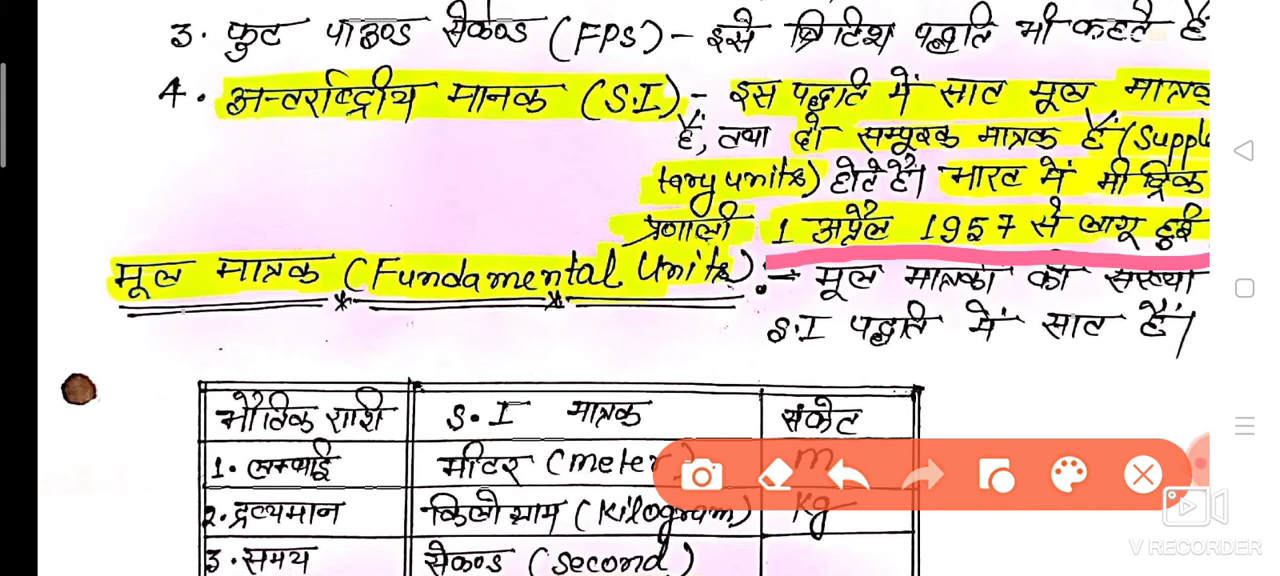 3. फुट पाउण्ड सेकेण्ड (FPS) - इसे ब्रिटिश पद्धति भी कहते हैं
4. अन्तर्राष्ट्रीय मानक (S.I) - इस पद्धति में सात मूल मात्रक
हैं, तथा दो सम्पूरक मात्रक हैं (Supple
tary units) होते हैं। भारत में मीट्रिक
प्रणाली 1 अप्रैल 1957 से लागू हुई
मूल मात्रक (Fundamental Units) :- मूल मात्रकों की संख्या
S.I पद्धति में सात हैं।
भौतिक राशि S.I मात्रक संकेत
1. लम्बाई मीटर (meter) m
2. द्रव्यमान किलोग्राम (Kilogram) Kg
3. समय सेकण्ड (second)
V RECORDER